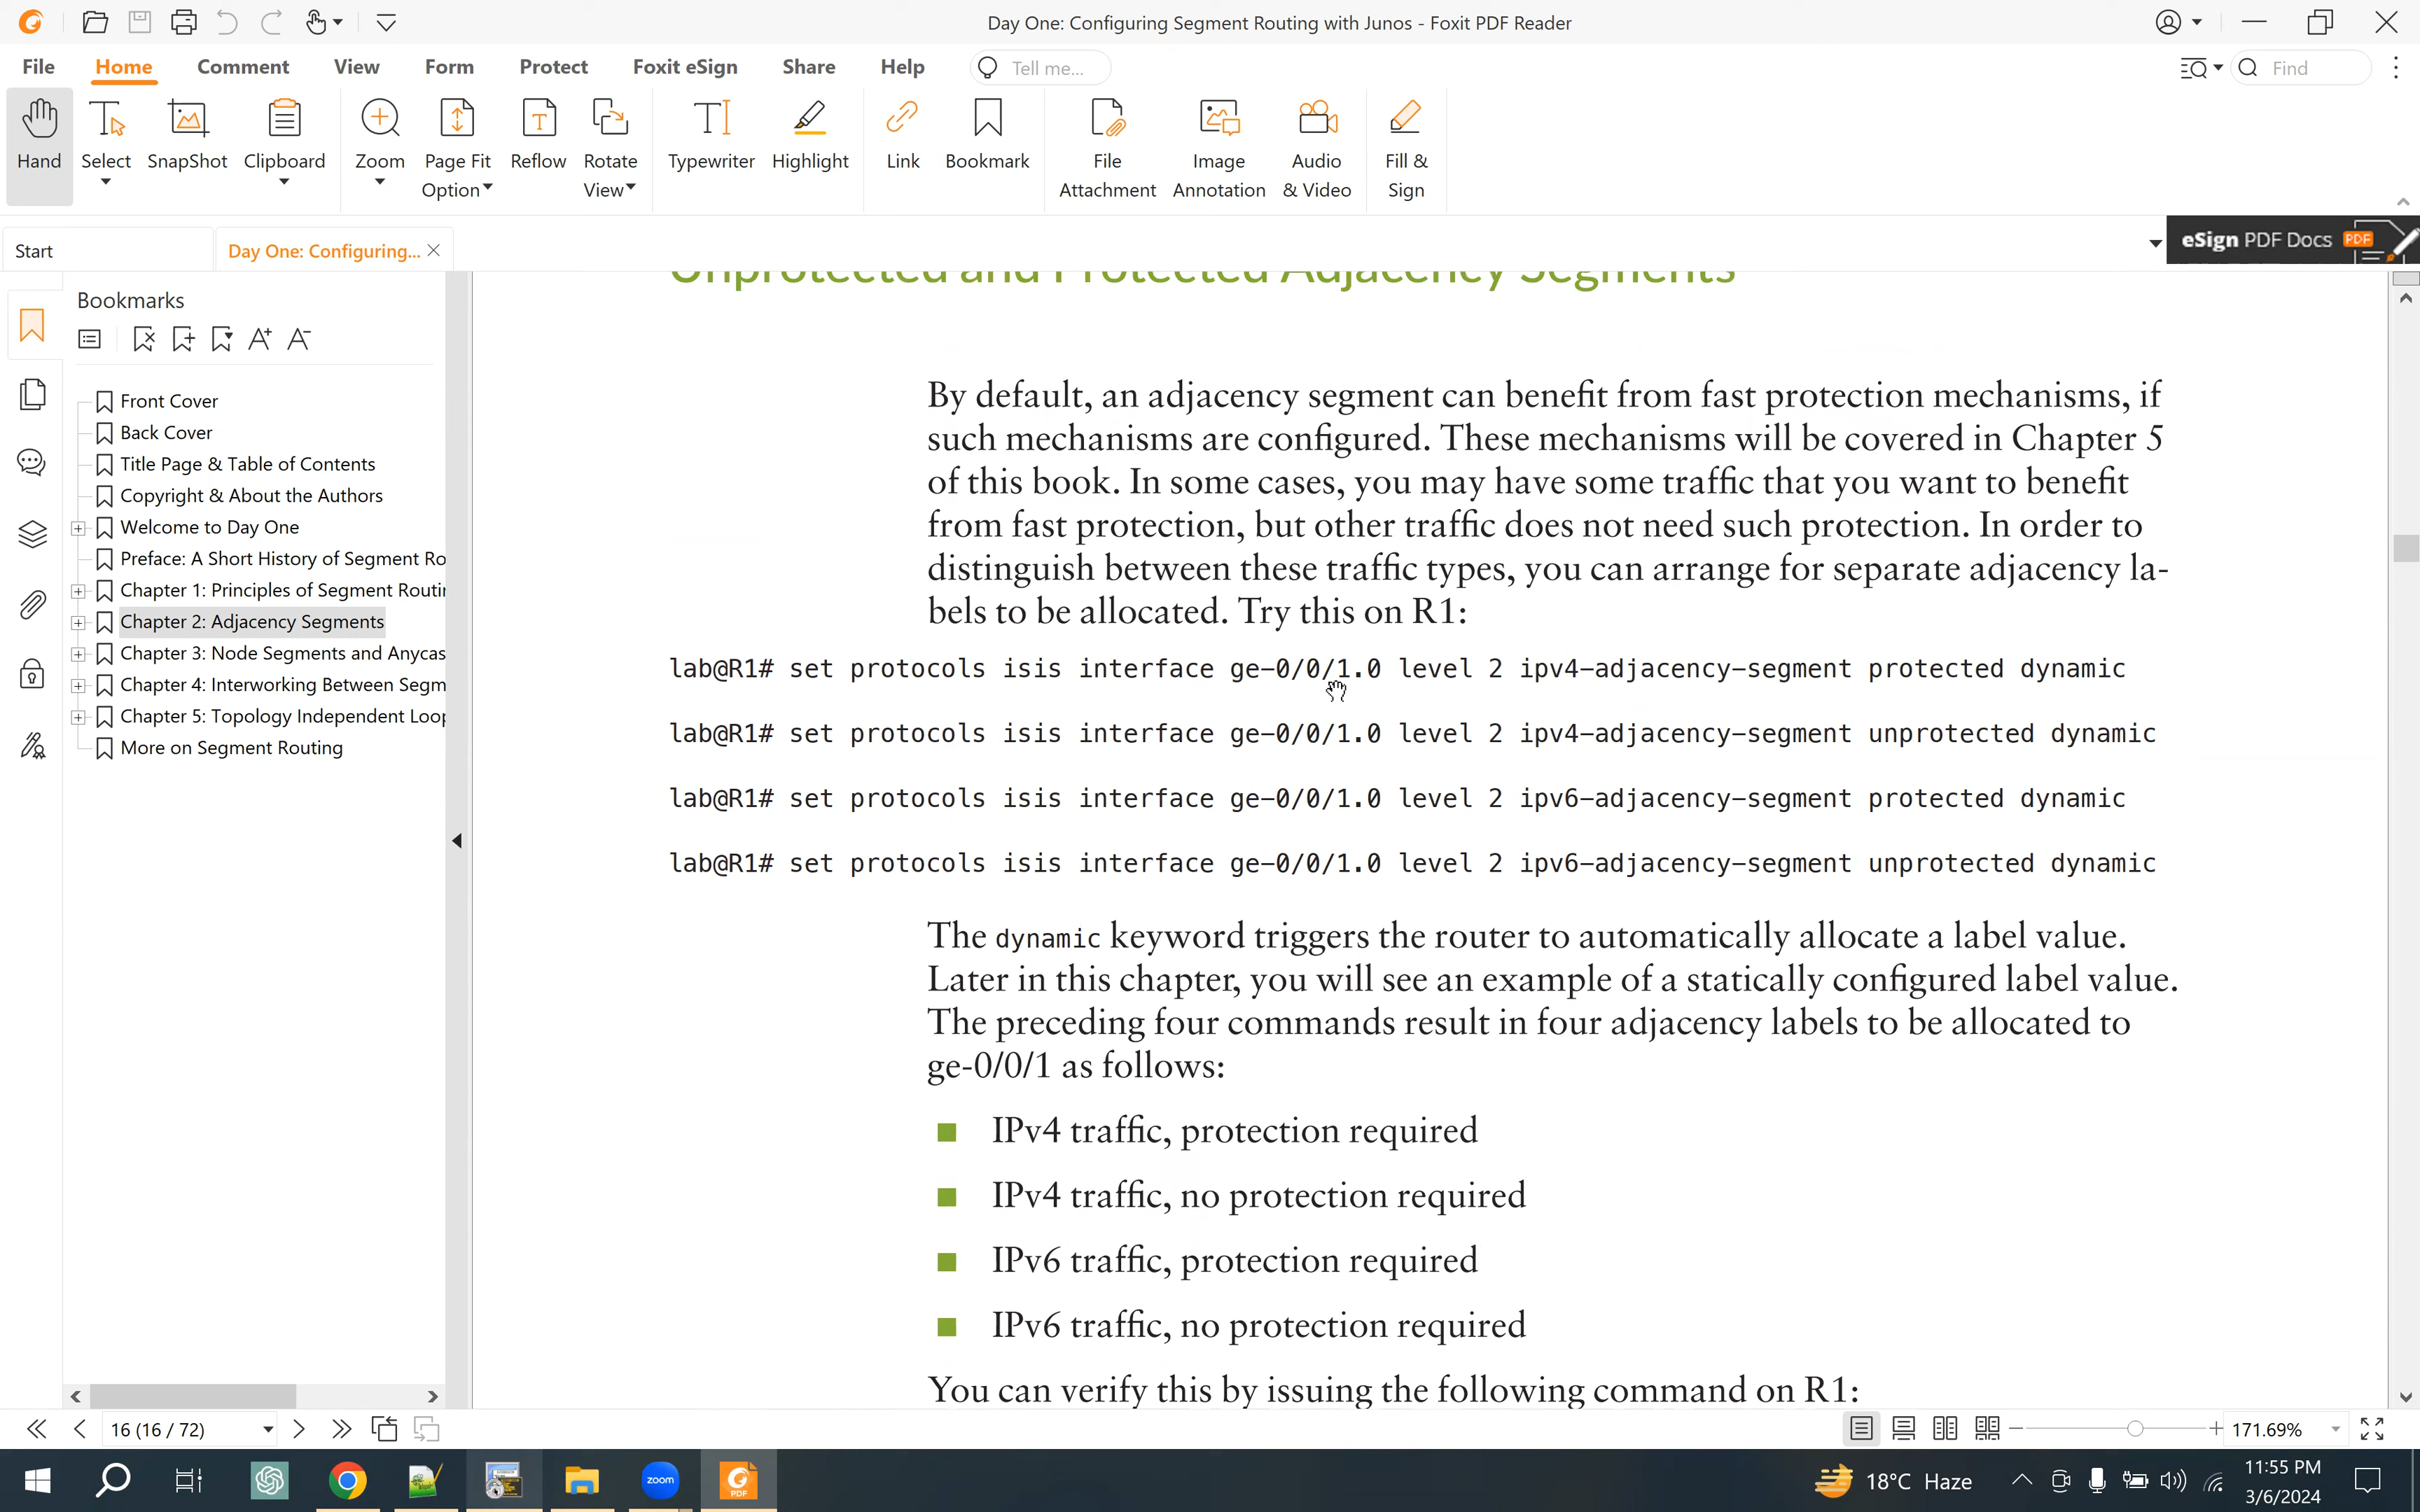 Day One: Configuring Segment Routing with Junos - Foxit PDF Reader
File Home Comment View Form Protect Foxit eSign Share Help Tell me... Find
Hand Select SnapShot Clipboard Zoom Page Fit Option Reflow Rotate View Typewriter Highlight Link Bookmark File Attachment Image Annotation Audio & Video Fill & Sign
Start Day One: Configuring... eSign PDF Docs PDF
Bookmarks
Front Cover
Back Cover
Title Page & Table of Contents
Copyright & About the Authors
Welcome to Day One
Preface: A Short History of Segment Ro
Chapter 1: Principles of Segment Routin
Chapter 2: Adjacency Segments
Chapter 3: Node Segments and Anycas
Chapter 4: Interworking Between Segm
Chapter 5: Topology Independent Loop
More on Segment Routing
Unprotected and Protected Adjacency Segments
By default, an adjacency segment can benefit from fast protection mechanisms, if
such mechanisms are configured. These mechanisms will be covered in Chapter 5
of this book. In some cases, you may have some traffic that you want to benefit
from fast protection, but other traffic does not need such protection. In order to
distinguish between these traffic types, you can arrange for separate adjacency la-
bels to be allocated. Try this on R1:
lab@R1# set protocols isis interface ge-0/0/1.0 level 2 ipv4-adjacency-segment protected dynamic
lab@R1# set protocols isis interface ge-0/0/1.0 level 2 ipv4-adjacency-segment unprotected dynamic
lab@R1# set protocols isis interface ge-0/0/1.0 level 2 ipv6-adjacency-segment protected dynamic
lab@R1# set protocols isis interface ge-0/0/1.0 level 2 ipv6-adjacency-segment unprotected dynamic
The dynamic keyword triggers the router to automatically allocate a label value.
Later in this chapter, you will see an example of a statically configured label value.
The preceding four commands result in four adjacency labels to be allocated to
ge-0/0/1 as follows:
IPv4 traffic, protection required
IPv4 traffic, no protection required
IPv6 traffic, protection required
IPv6 traffic, no protection required
You can verify this by issuing the following command on R1:
16 (16 / 72) 171.69%
zoom PDF 18°C Haze 11:55 PM
3/6/2024